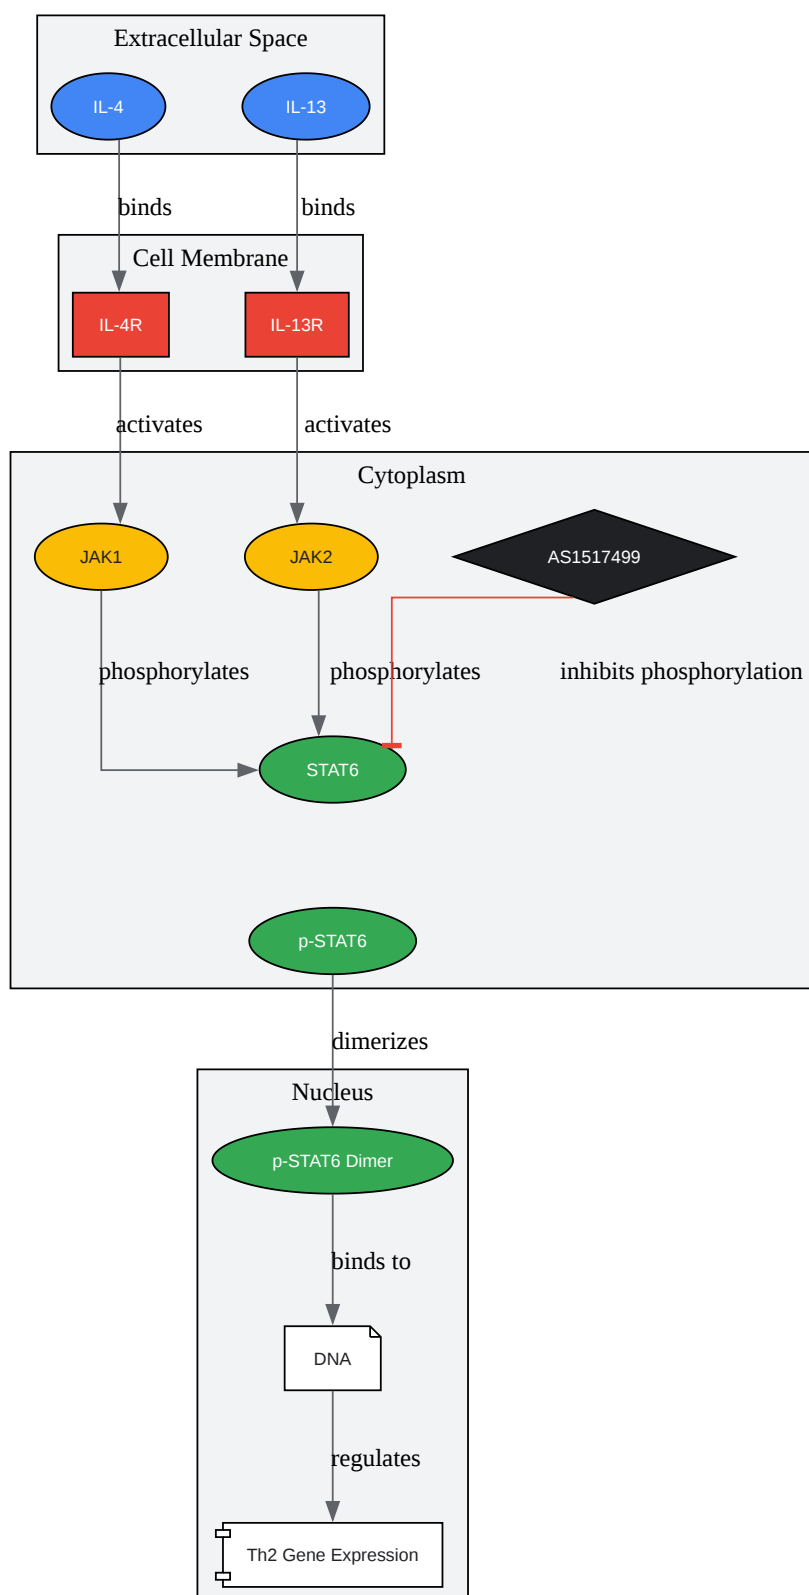 Extracellular Space
IL-4
IL-13
binds
binds
Cell Membrane
IL-4R
IL-13R
activates
activates
Cytoplasm
JAK1
JAK2
AS1517499
phosphorylates
phosphorylates
inhibits phosphorylation
STAT6
p-STAT6
dimerizes
Nucleus
p-STAT6 Dimer
binds to
DNA
regulates
Th2 Gene Expression